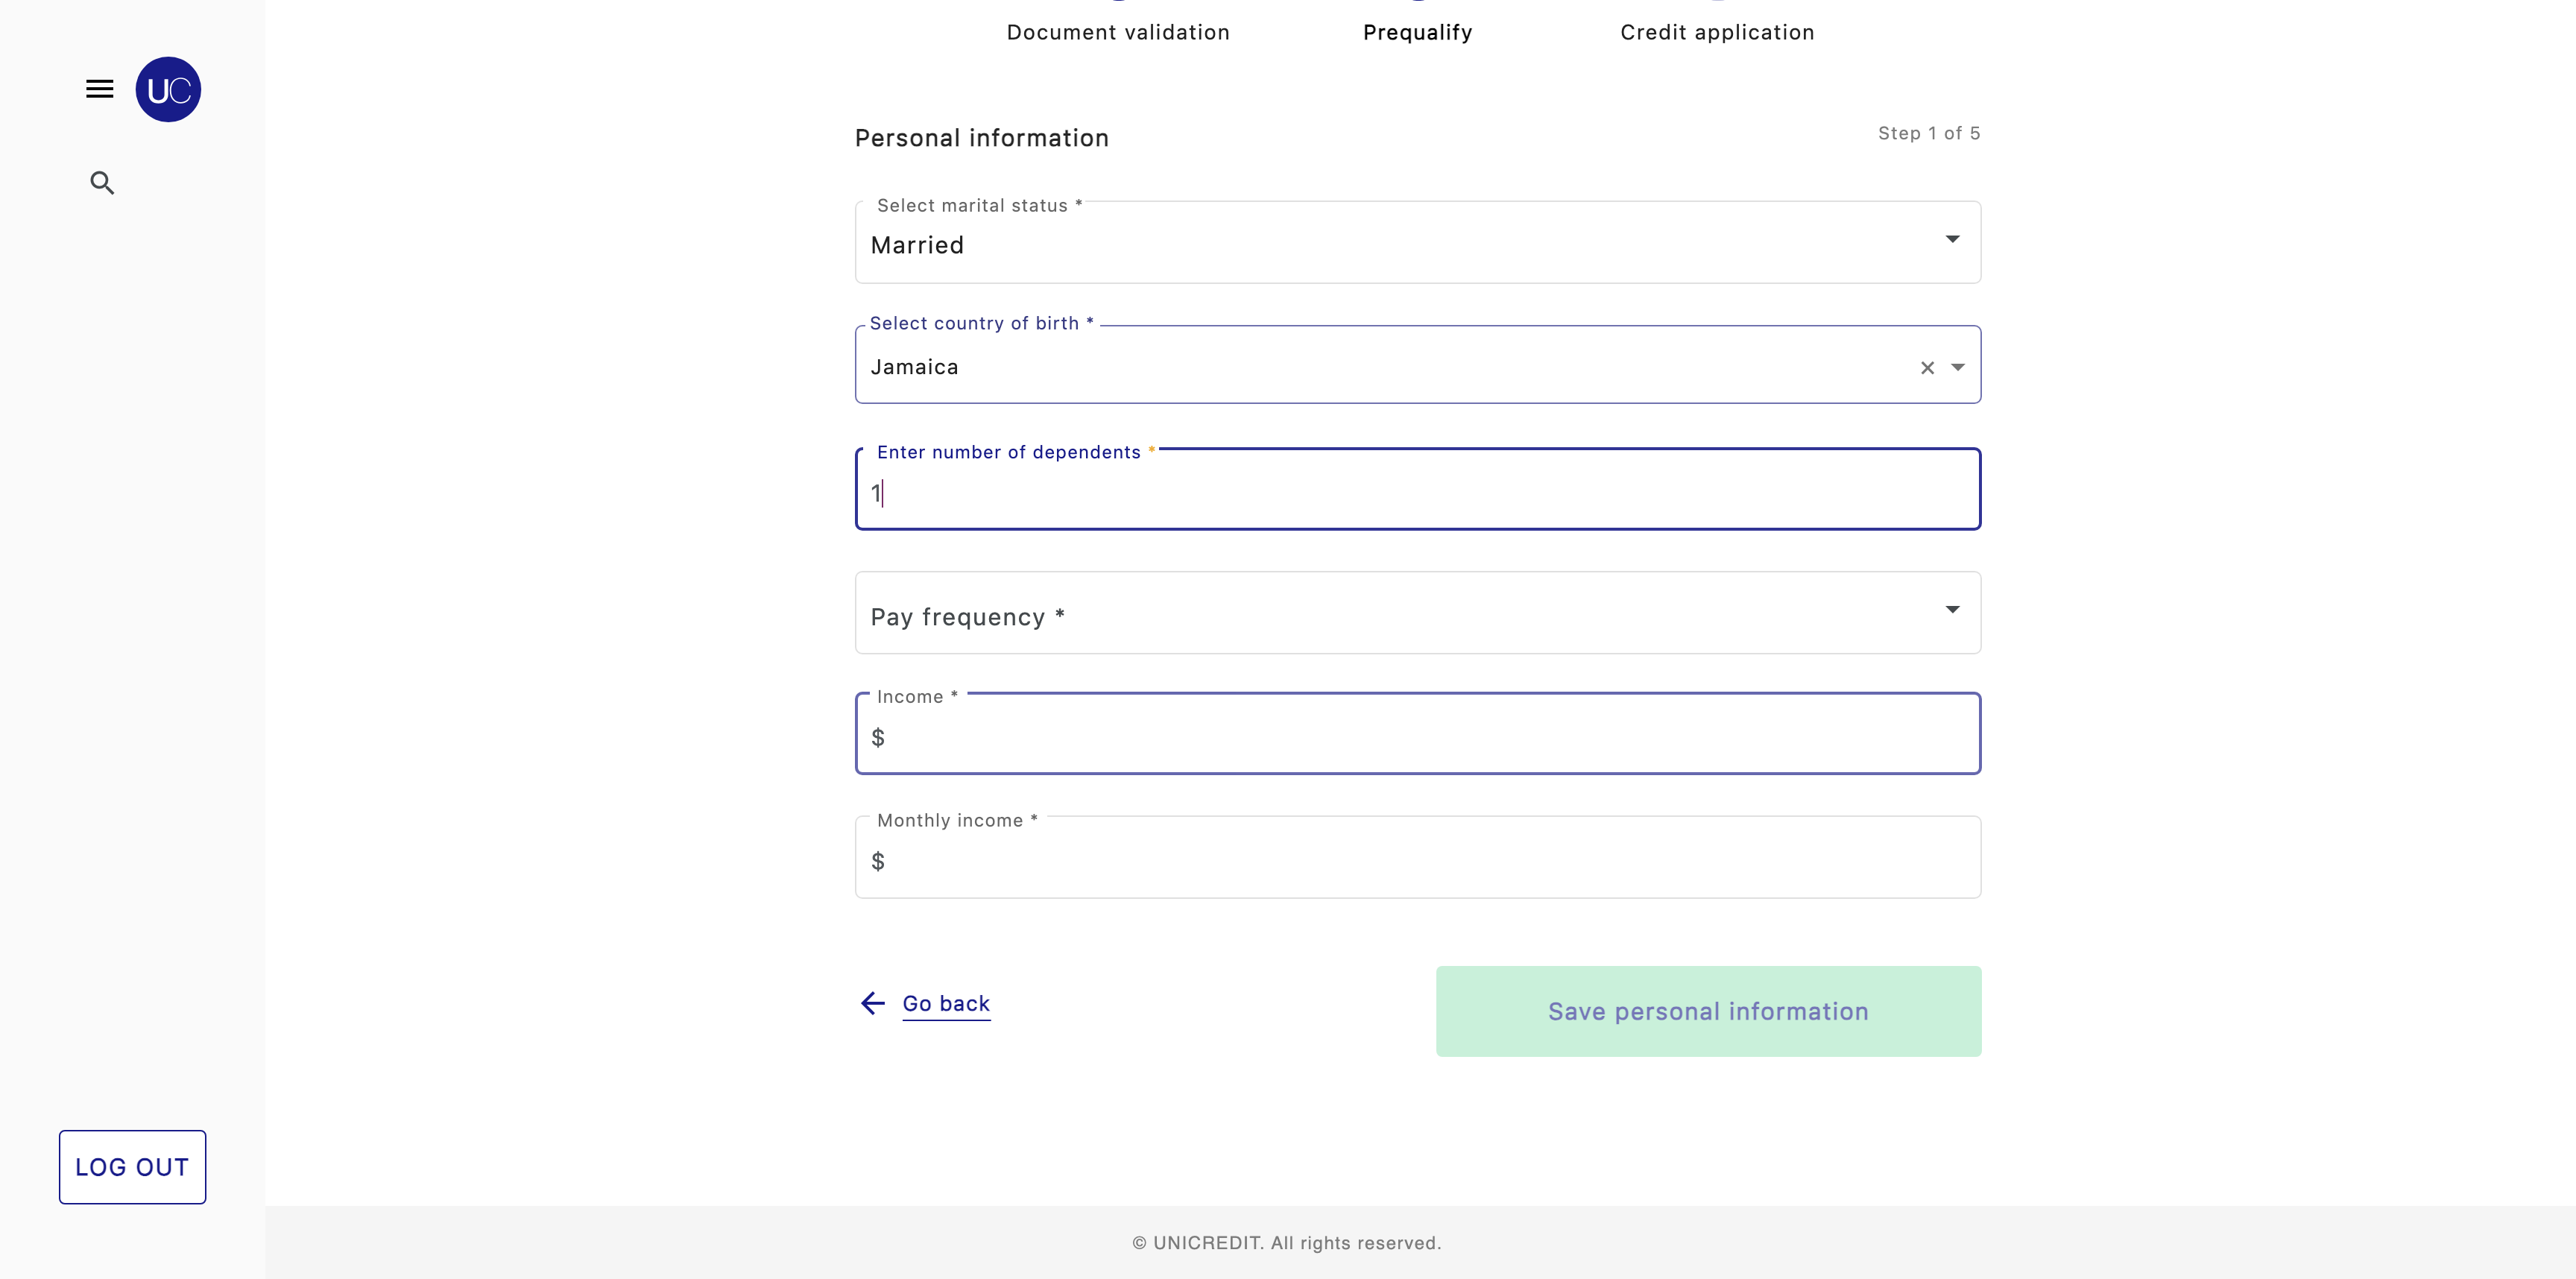 Document validation
Prequalify
Credit application
UC
Personal information
Step 1 of 5
Select marital status *
Married
Select country of birth *
Jamaica
Enter number of dependents *
1
Pay frequency *
Income *
$
Monthly income *
$
Go back
Save personal information
LOG OUT
© UNICREDIT. All rights reserved.